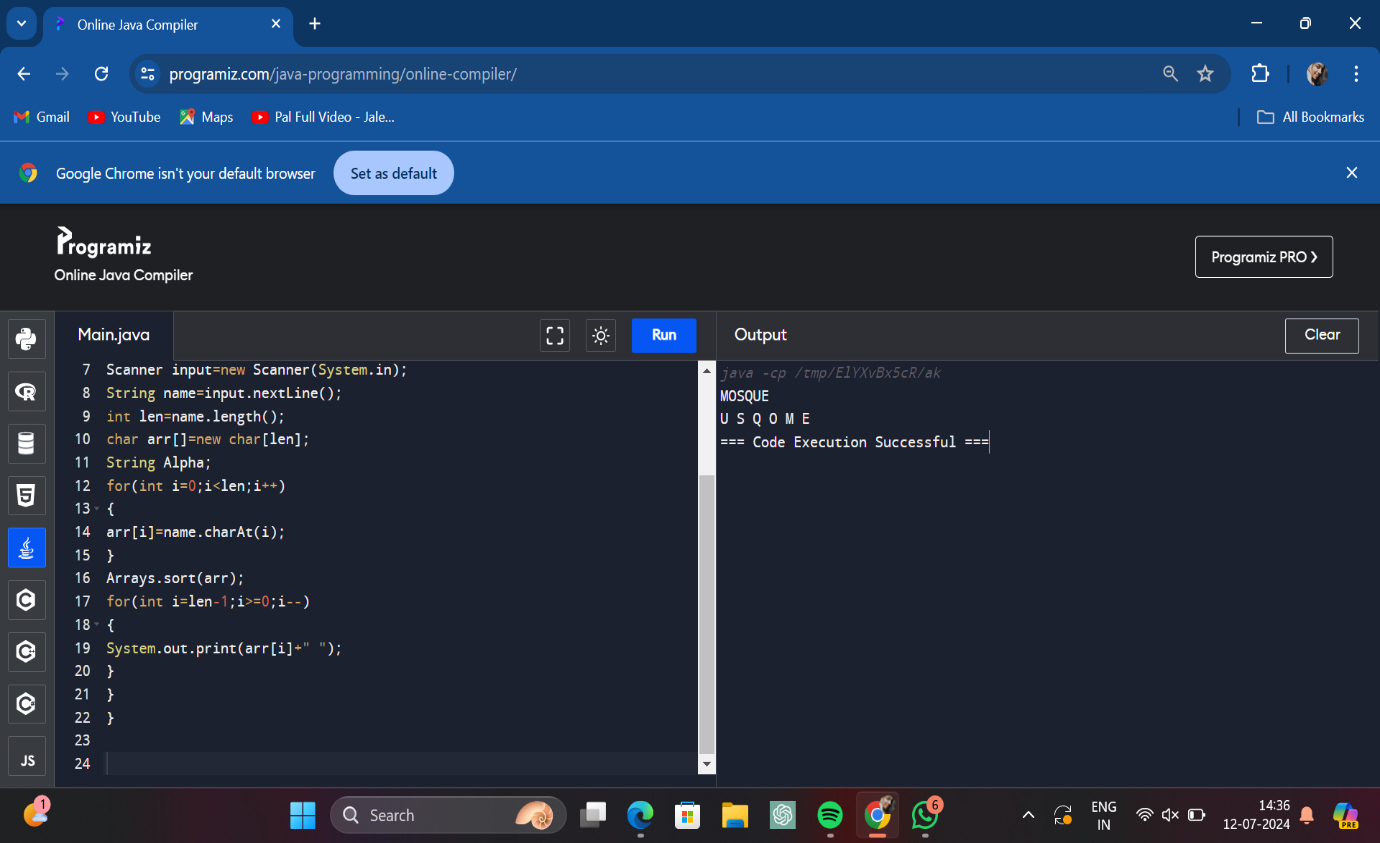 Online Java Compiler
programiz.com/java-programming/online-compiler/
Gmail YouTube Maps Pal Full Video - Jale... All Bookmarks
Google Chrome isn't your default browser Set as default
Programiz
Online Java Compiler
Programiz PRO ❯
Main.java Run
7 Scanner input=new Scanner(System.in);
8 String name=input.nextLine();
9 int len=name.length();
10 char arr[]=new char[len];
11 String Alpha;
12 for(int i=0;i<len;i++)
13 {
14 arr[i]=name.charAt(i);
15 }
16 Arrays.sort(arr);
17 for(int i=len-1;i>=0;i--)
18 {
19 System.out.print(arr[i]+" ");
20 }
21 }
22 }
23
24
Output Clear
java -cp /tmp/ElYXvBx5cR/ak
MOSQUE
U S Q O M E
=== Code Execution Successful ===
JS
1
Search
6
ENG
IN
14:36
12-07-2024
PRE